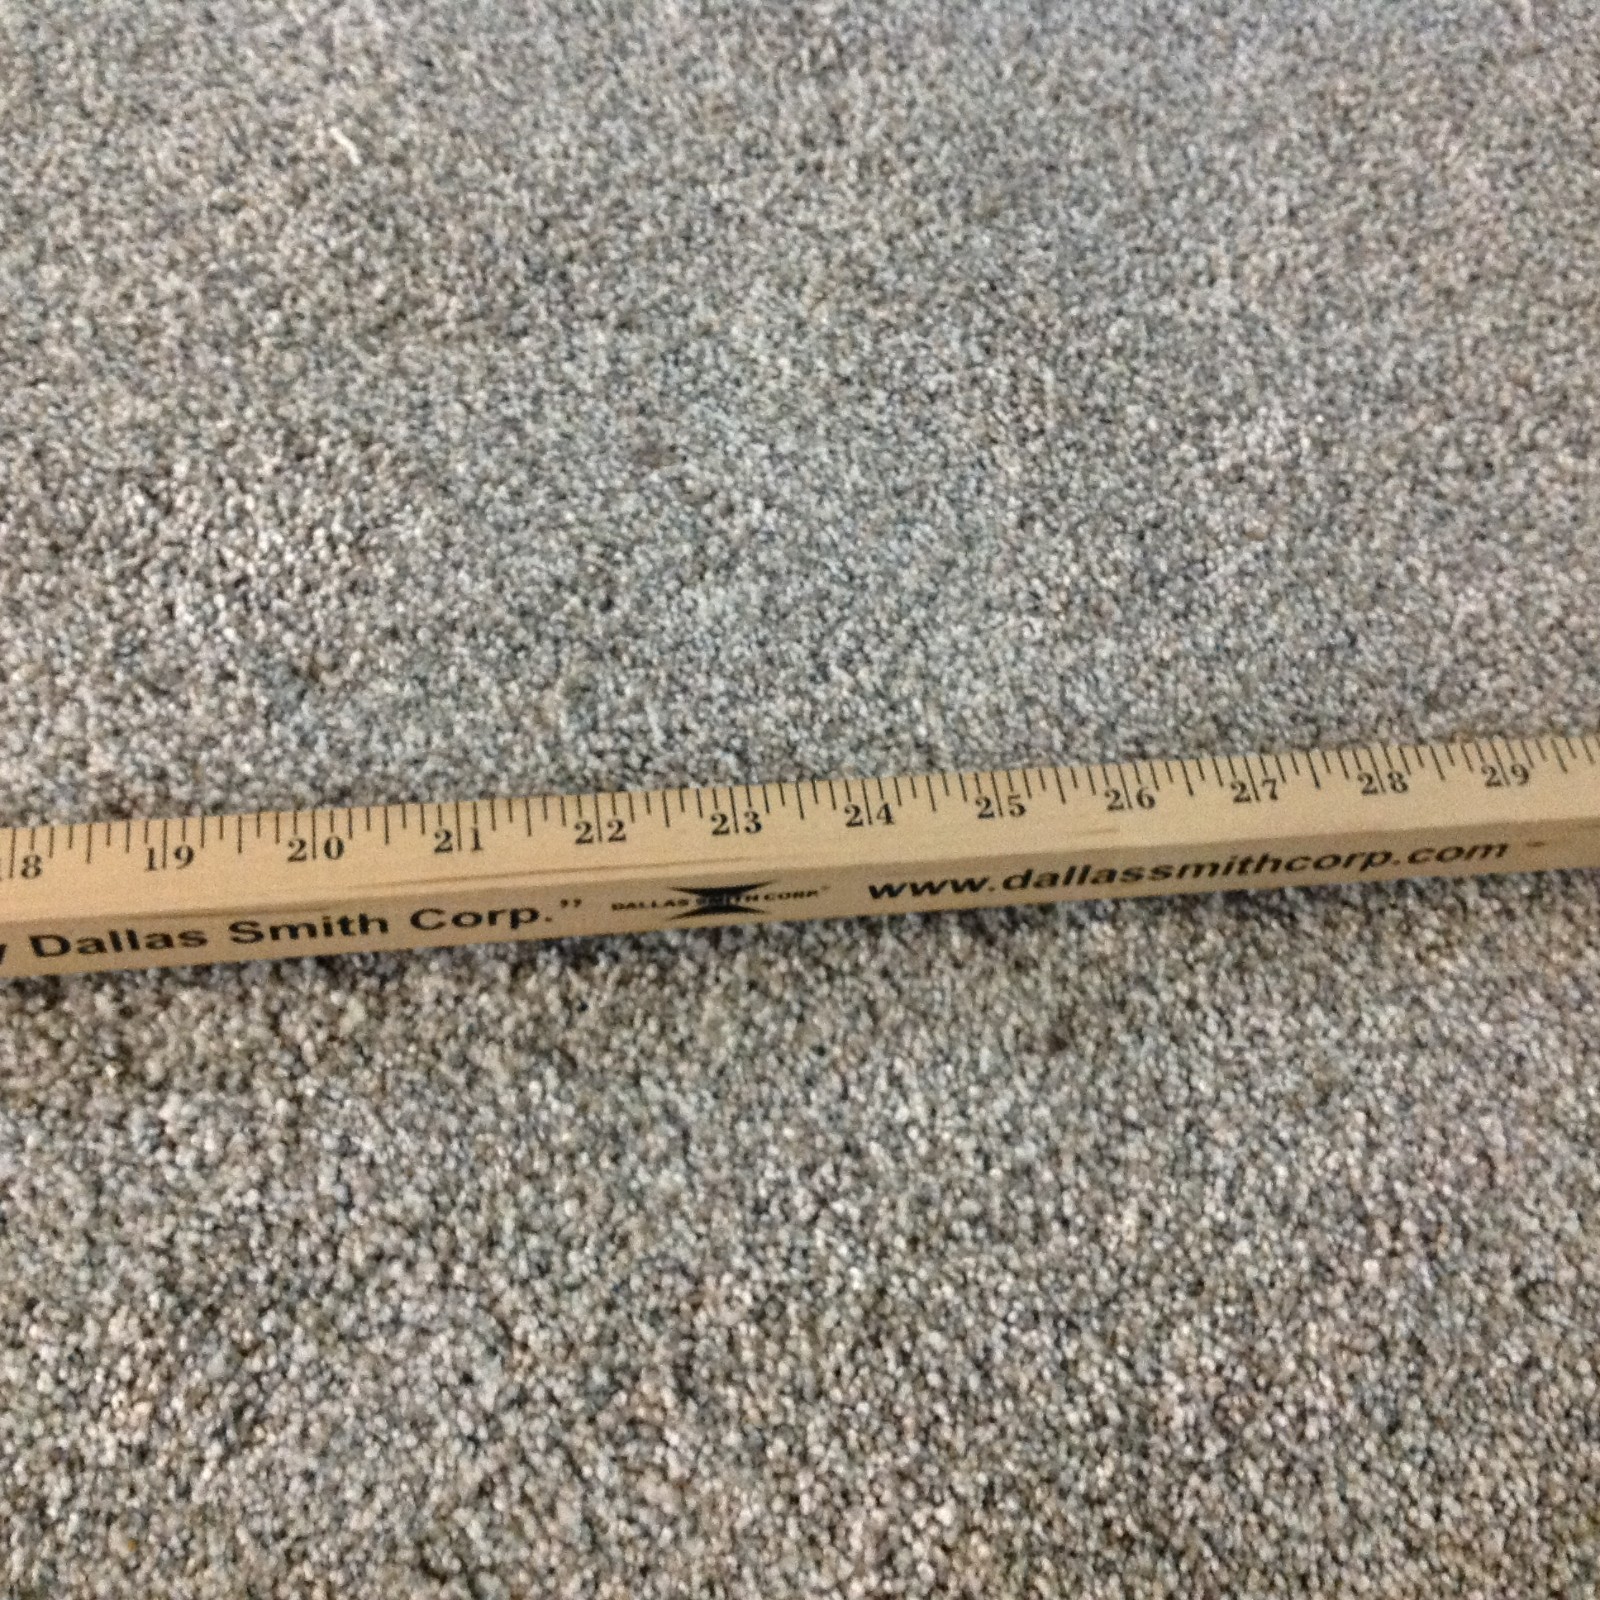 18 19 20 21 22 23 24 25 26 27 28 29
Dallas Smith Corp." DALLAS SMITH CORP www.dallassmithcorp.com